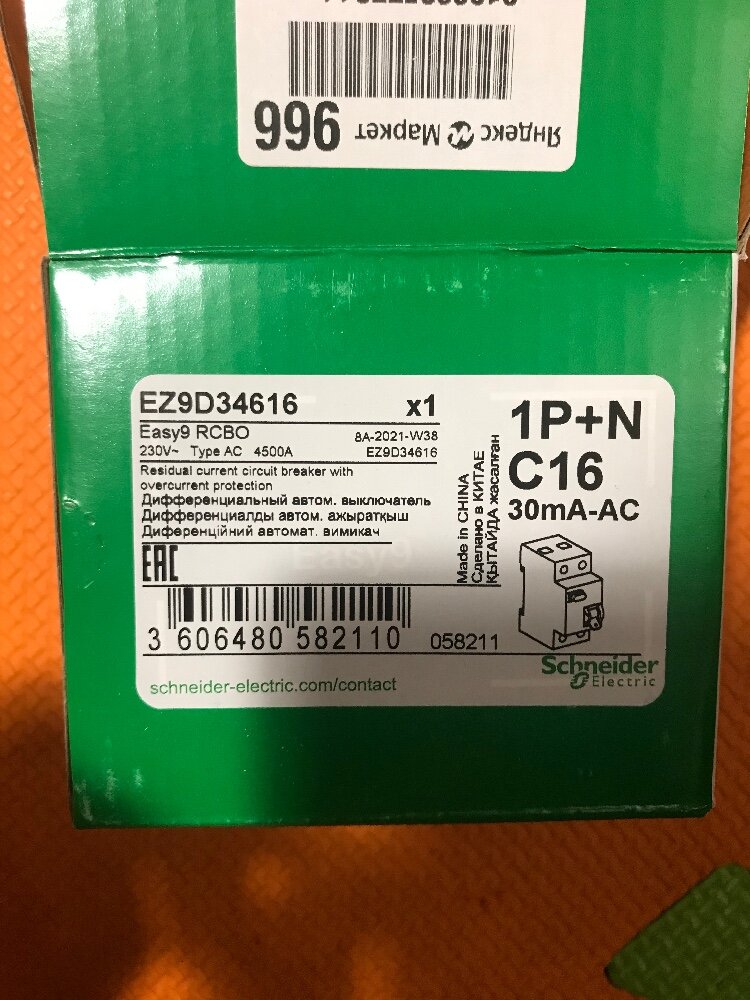 966 Яндекс Маркет
EZ9D34616 x1
Easy9 RCBO 8A-2021-W38
230V~ Type AC 4500A EZ9D34616
Residual current circuit breaker with
overcurrent protection
Дифференциальный автом. выключатель
Дифференциалды автом. ажыратқыш
Диференційний автомат. вимикач
EAC
Made in CHINA
Сделано в КИТАЕ
ҚЫТАЙДА жасалған
1P+N
C16
30mA-AC
3 606480 582110 058211
Schneider
Electric
schneider-electric.com/contact